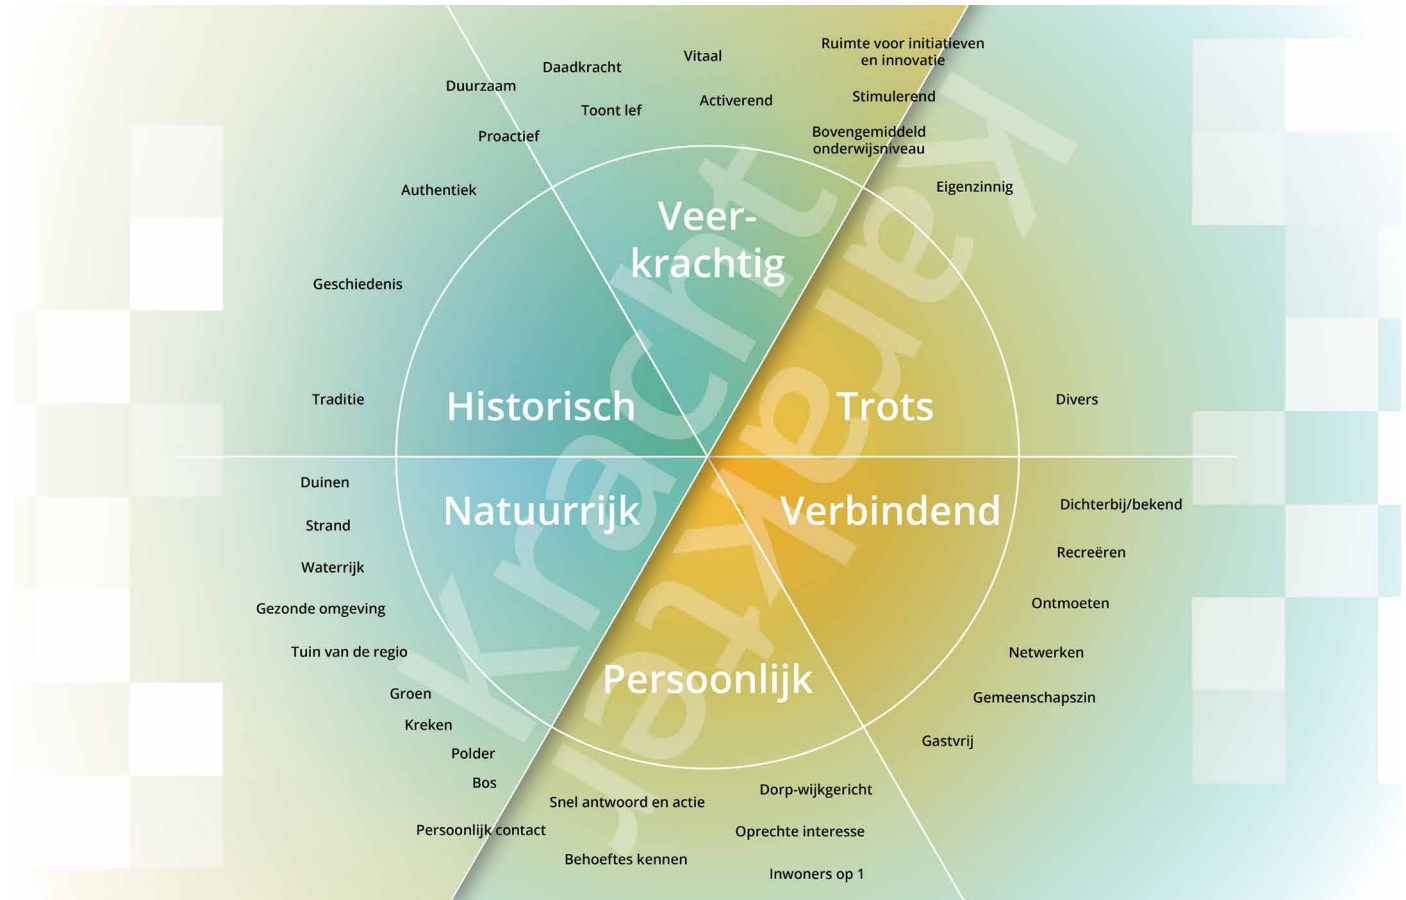 Ruimte voor initiatieven
en innovatie
Vitaal
Daadkracht
Duurzaam
Stimulerend
Activerend
Toont lef
Proactief
Bovengemiddeld
onderwijsniveau
Authentiek
Eigenzinnig
Veer-
krachtig
Geschiedenis
Traditie
Historisch
Trots
Divers
Kracht
Karakter
Duinen
Natuurrijk
Verbindend
Dichterbij/bekend
Strand
Recreëren
Waterrijk
Gezonde omgeving
Ontmoeten
Tuin van de regio
Netwerken
Persoonlijk
Groen
Gemeenschapszin
Kreken
Gastvrij
Polder
Bos
Dorp-wijkgericht
Snel antwoord en actie
Persoonlijk contact
Oprechte interesse
Behoeftes kennen
Inwoners op 1